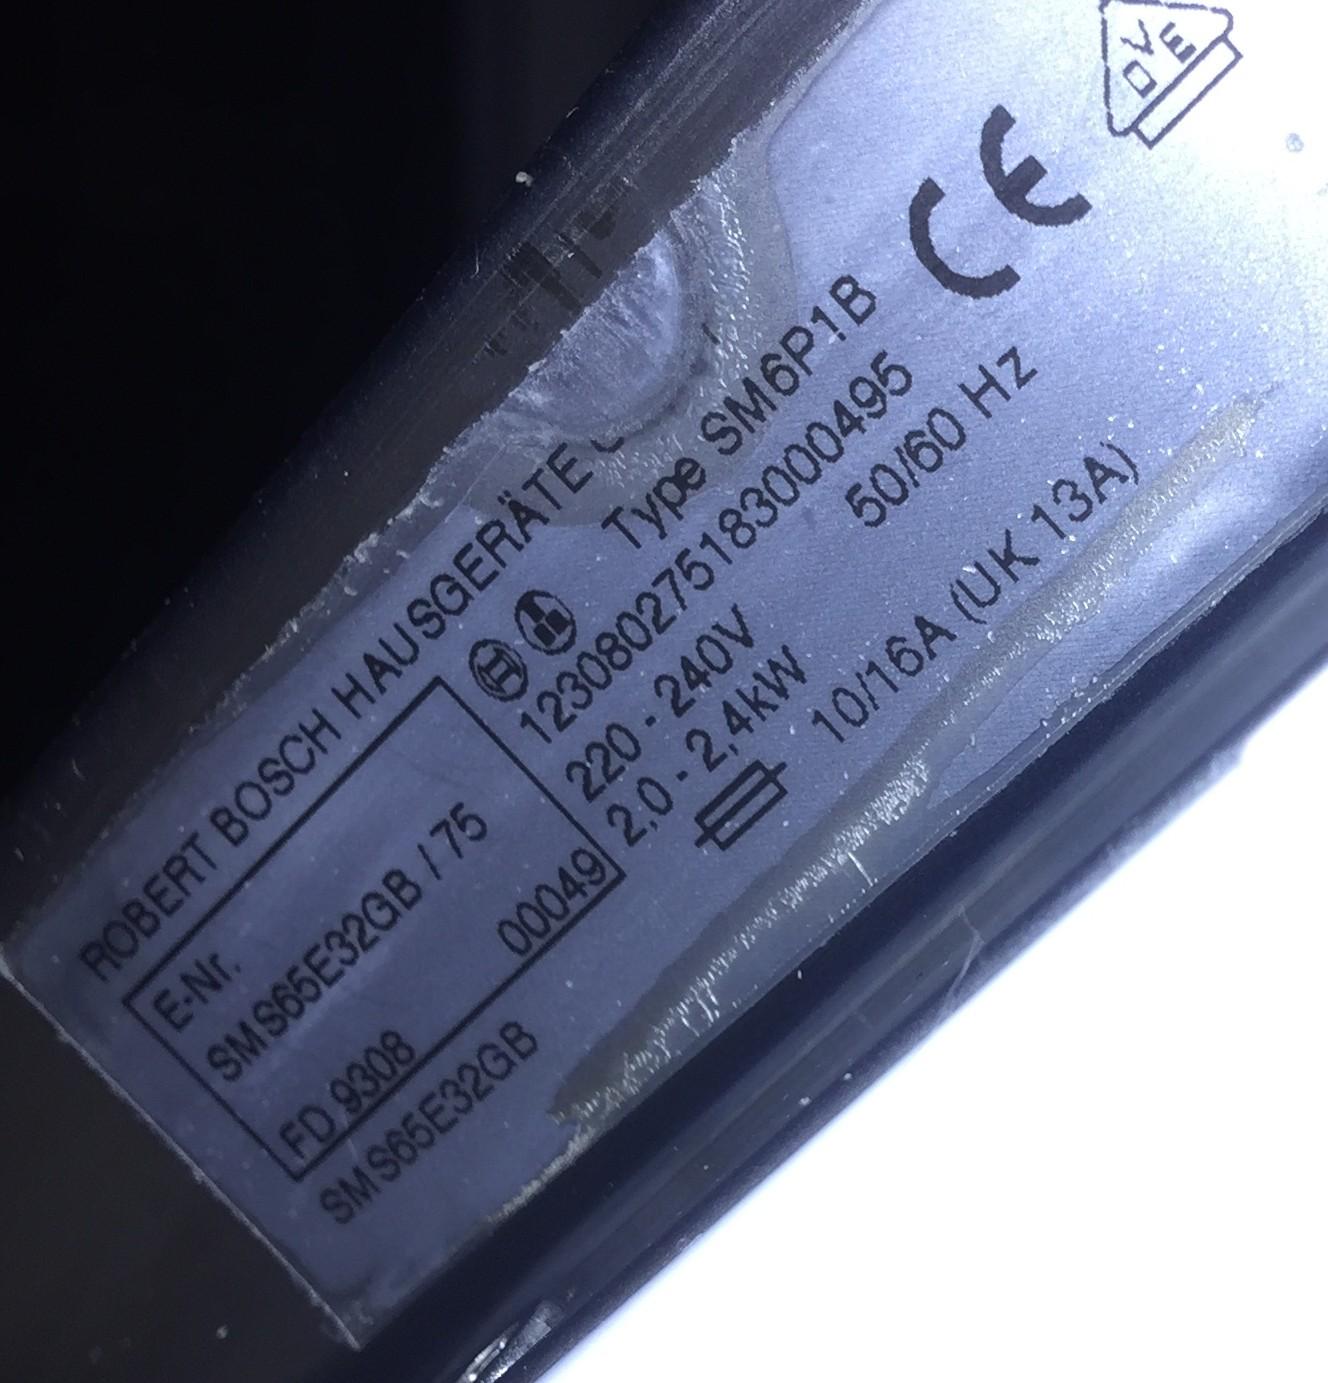 ROBERT BOSCH HAUSGERÄTE
E-Nr.
SMS65E32GB / 75
FD 9308 00049
SMS65E32GB
Type SM6P1B
123080275183000495
220 - 240V 50/60 Hz
2,0 - 2,4kW
10/16A (UK 13A)
CE
DVE